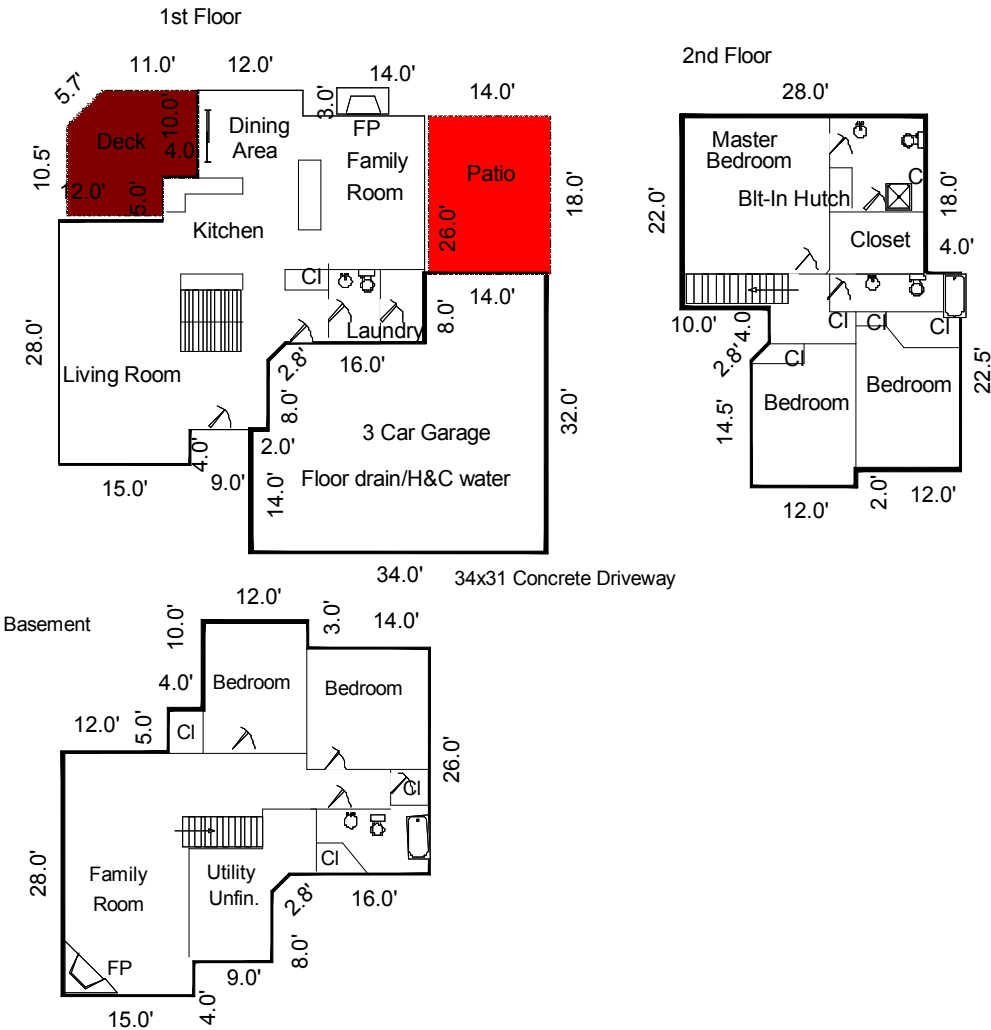 1st Floor
5.7'
11.0'
12.0'
14.0'
14.0'
3.0'
FP
10.0'
Deck
4.0'
Dining
Area
Family
Room
Patio
10.5'
12.0'
5.0'
26.0'
18.0'
Kitchen
Cl
14.0'
8.0'
Laundry
28.0'
2.8'
16.0'
Living Room
8.0'
32.0'
2.0'
3 Car Garage
4.0'
15.0'
9.0'
14.0'
Floor drain/H&C water
34.0'
34x31 Concrete Driveway
2nd Floor
28.0'
Master
Bedroom
Cl
Blt-In Hutch
22.0'
18.0'
Closet
4.0'
10.0'
4.0'
Cl
Cl
Cl
2.8'
Cl
22.5'
Bedroom
Bedroom
14.5'
12.0'
2.0'
12.0'
Basement
12.0'
10.0'
3.0'
14.0'
4.0'
Bedroom
Bedroom
12.0'
5.0'
Cl
26.0'
Cl
28.0'
Family
Room
Utility
Unfin.
Cl
2.8'
16.0'
8.0'
FP
9.0'
4.0'
15.0'